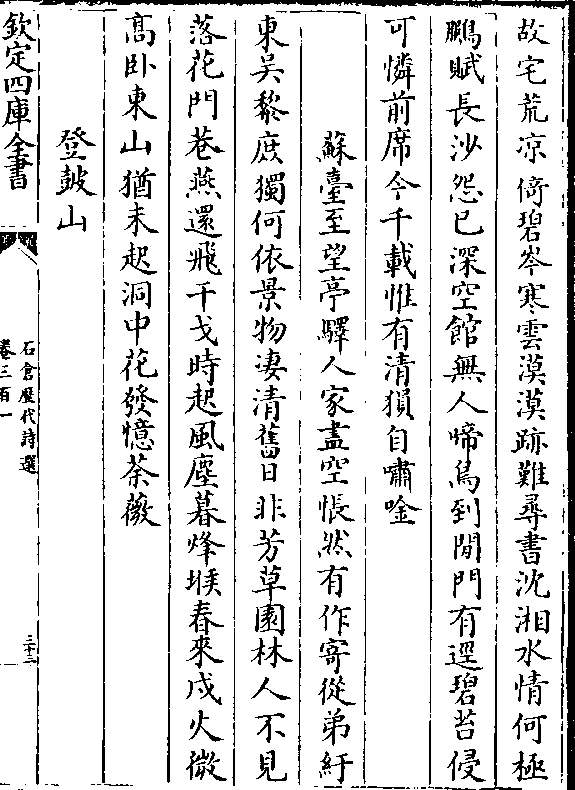 故宅荒凉倚碧岑寒雲漠漠跡難尋書沈湘水情何極
鵩賦長沙怨已深空館無人啼鳥到閒門有逕碧苔侵
可憐前席今千載惟有清猿自嘯唫
蘇臺至望亭驛人家盡空悵然有作寄從弟紓
東吳黎庶獨何依景物凄清舊日非芳草園林人不見
落花門巷燕還飛干戈時起風塵暮烽堠春來戍火微
高卧東山猶未起洞中花發憶荼薇
登皷山
欽定四庫全書
石倉歷代詩選
卷三百一
三十二